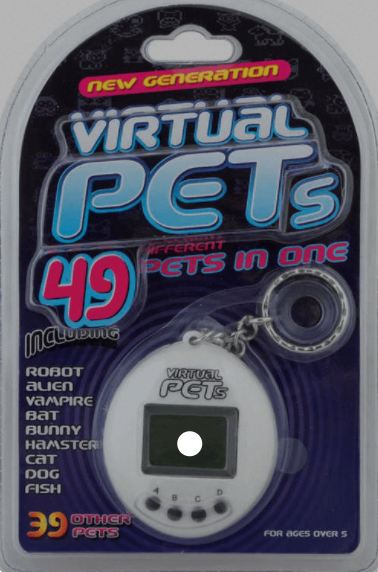 NEW GENERATION
VIRTUAL
PETs
DIFFERENT
49 PETS IN ONE
INCLUDING
ROBOT
ALIEN
VAMPIRE
BAT
BUNNY
HAMSTER
CAT
DOG
FISH
39 OTHER
PETS
VIRTUAL
PETs
A B C D
FOR AGES OVER 5